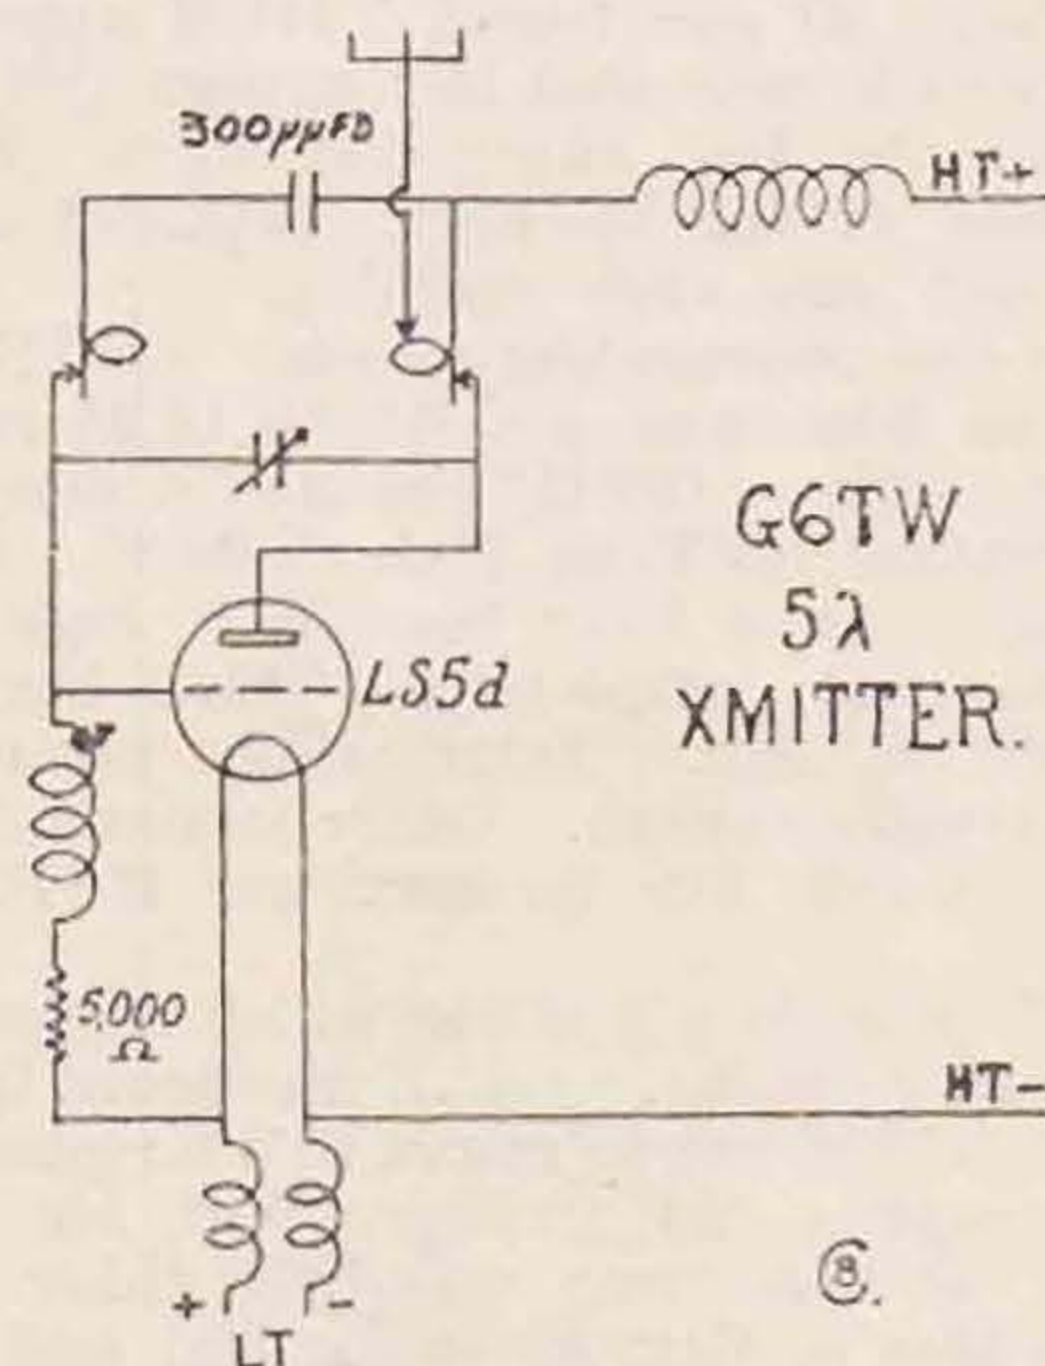 300μμFD
HT+
G6TW
5λ
XMITTER.
LS5d
5,000
Ω
HT-
+ -
LT
8.